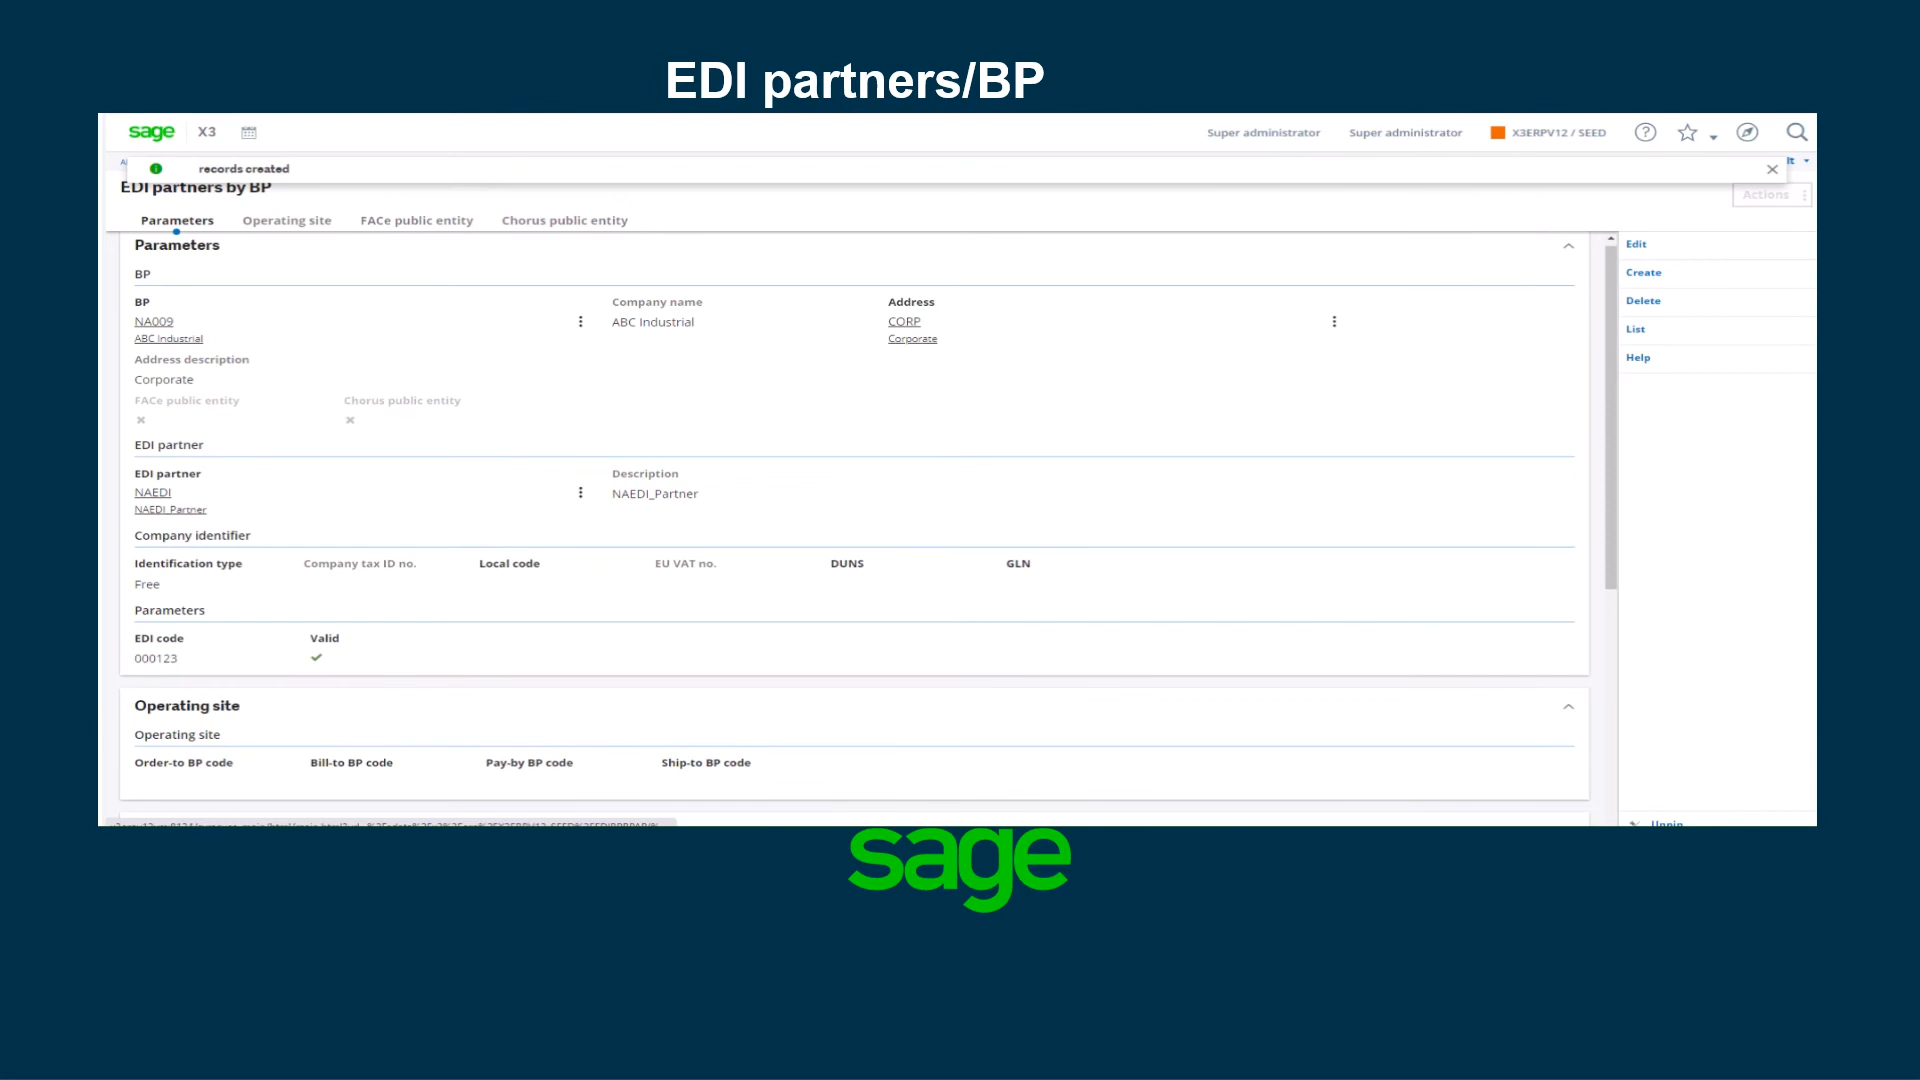 EDI partners/BP
sage X3 Super administrator Super administrator X3ERPV12 / SEED
records created
EDI partners by BP
Actions
Parameters Operating site FACe public entity Chorus public entity
Parameters
BP
BP Company name Address
NA009 ABC Industrial CORP
ABC Industrial Corporate
Address description
Corporate
FACe public entity Chorus public entity
EDI partner
EDI partner Description
NAEDI NAEDI_Partner
NAEDI_Partner
Company identifier
Identification type Company tax ID no. Local code EU VAT no. DUNS GLN
Free
Parameters
EDI code Valid
000123
Operating site
Operating site
Order-to BP code Bill-to BP code Pay-by BP code Ship-to BP code
Edit
Create
Delete
List
Help
Unpin
sage